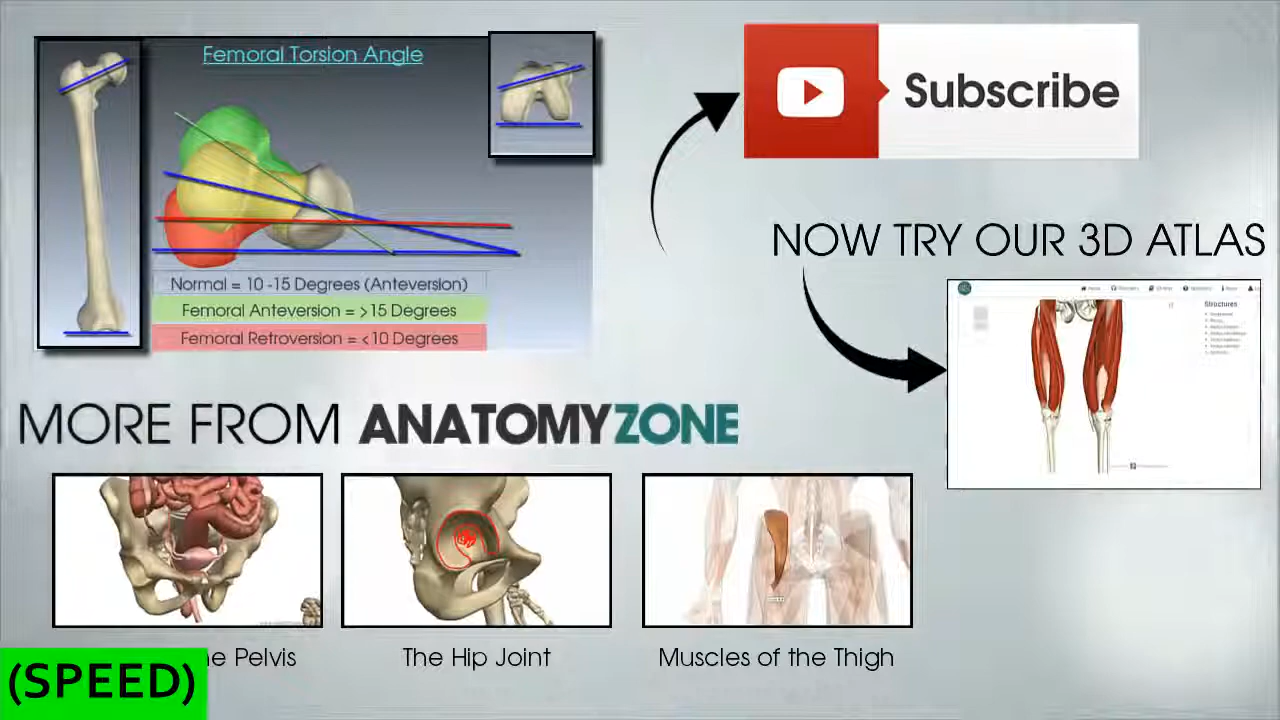 Femoral Torsion Angle
Normal = 10 -15 Degrees (Anteversion)
Femoral Anteversion = >15 Degrees
Femoral Retroversion = <10 Degrees
Subscribe
NOW TRY OUR 3D ATLAS
Structures
MORE FROM ANATOMYZONE
Pelvis
The Hip Joint
Muscles of the Thigh
(SPEED)